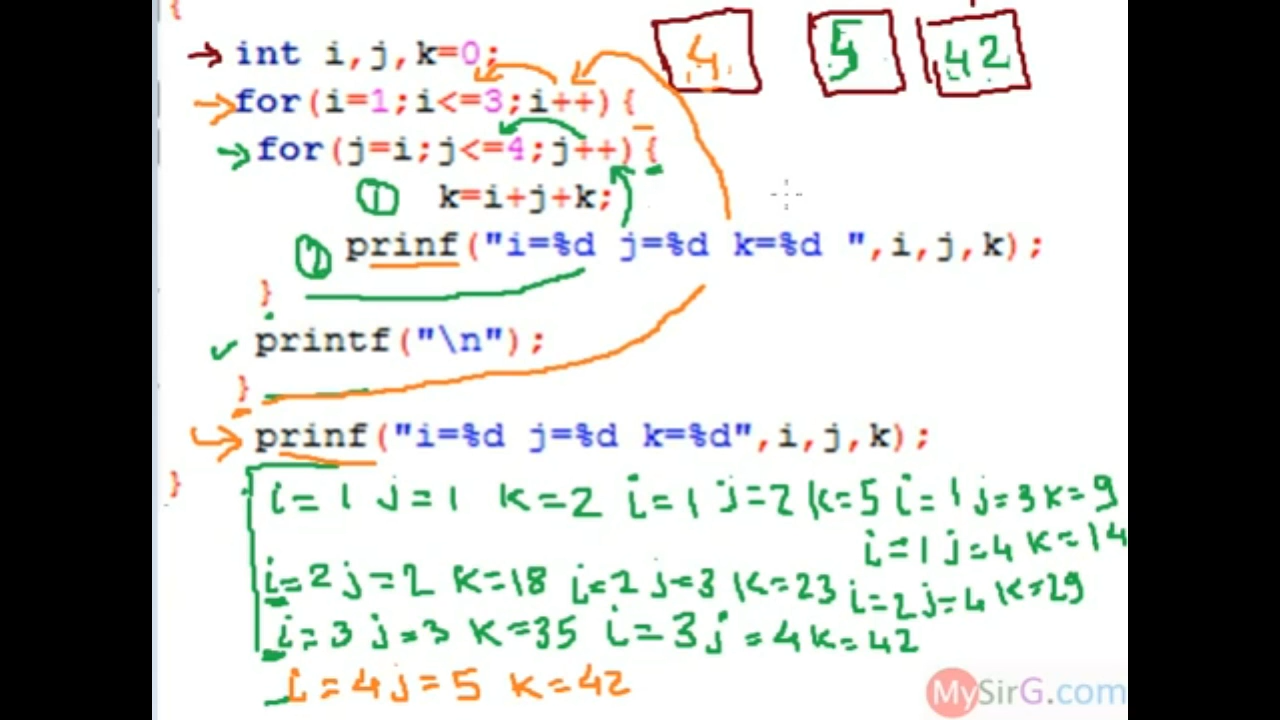 {
4 5 42
int i,j,k=0;
for(i=1;i<=3;i++){
for(j=i;j<=4;j++){
1 k=i+j+k;
2 prinf("i=%d j=%d k=%d ",i,j,k);
}
printf("\n");
}
prinf("i=%d j=%d k=%d",i,j,k);
}
i=1 j=1 k=2 i=1 j=2 k=5 i=1 j=3 k=9
i=1 j=4 k=14
i=2 j=2 k=18 i=2 j=3 k=23 i=2 j=4 k=29
i=3 j=3 k=35 i=3 j=4 k=42
i=4 j=5 k=42
MySirG.com